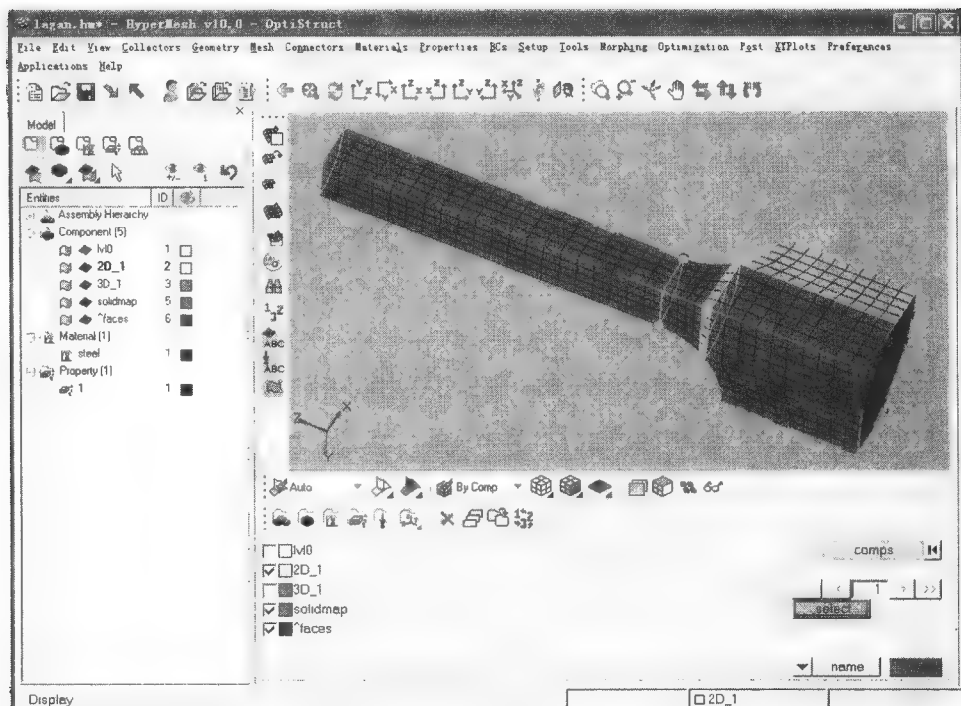 lagan.hm* - HyperMesh v10.0 - OptiStruct
File Edit View Collectors Geometry Mesh Connectors Materials Properties BCs Setup Tools Morphing Optimization Post XYPlots Preferences
Applications Help
Model
Entities ID
Assembly Hierarchy
Component (5)
lvl0 1
2D_1 2
3D_1 3
solidmap 5
^faces 6
Material (1)
steel 1
Property (1)
1 1
ABC
ABC
Z X Y
Auto By Comp
lvl0
2D_1
3D_1
solidmap
^faces
comps
< 1 > >>
select
name
Display 2D_1